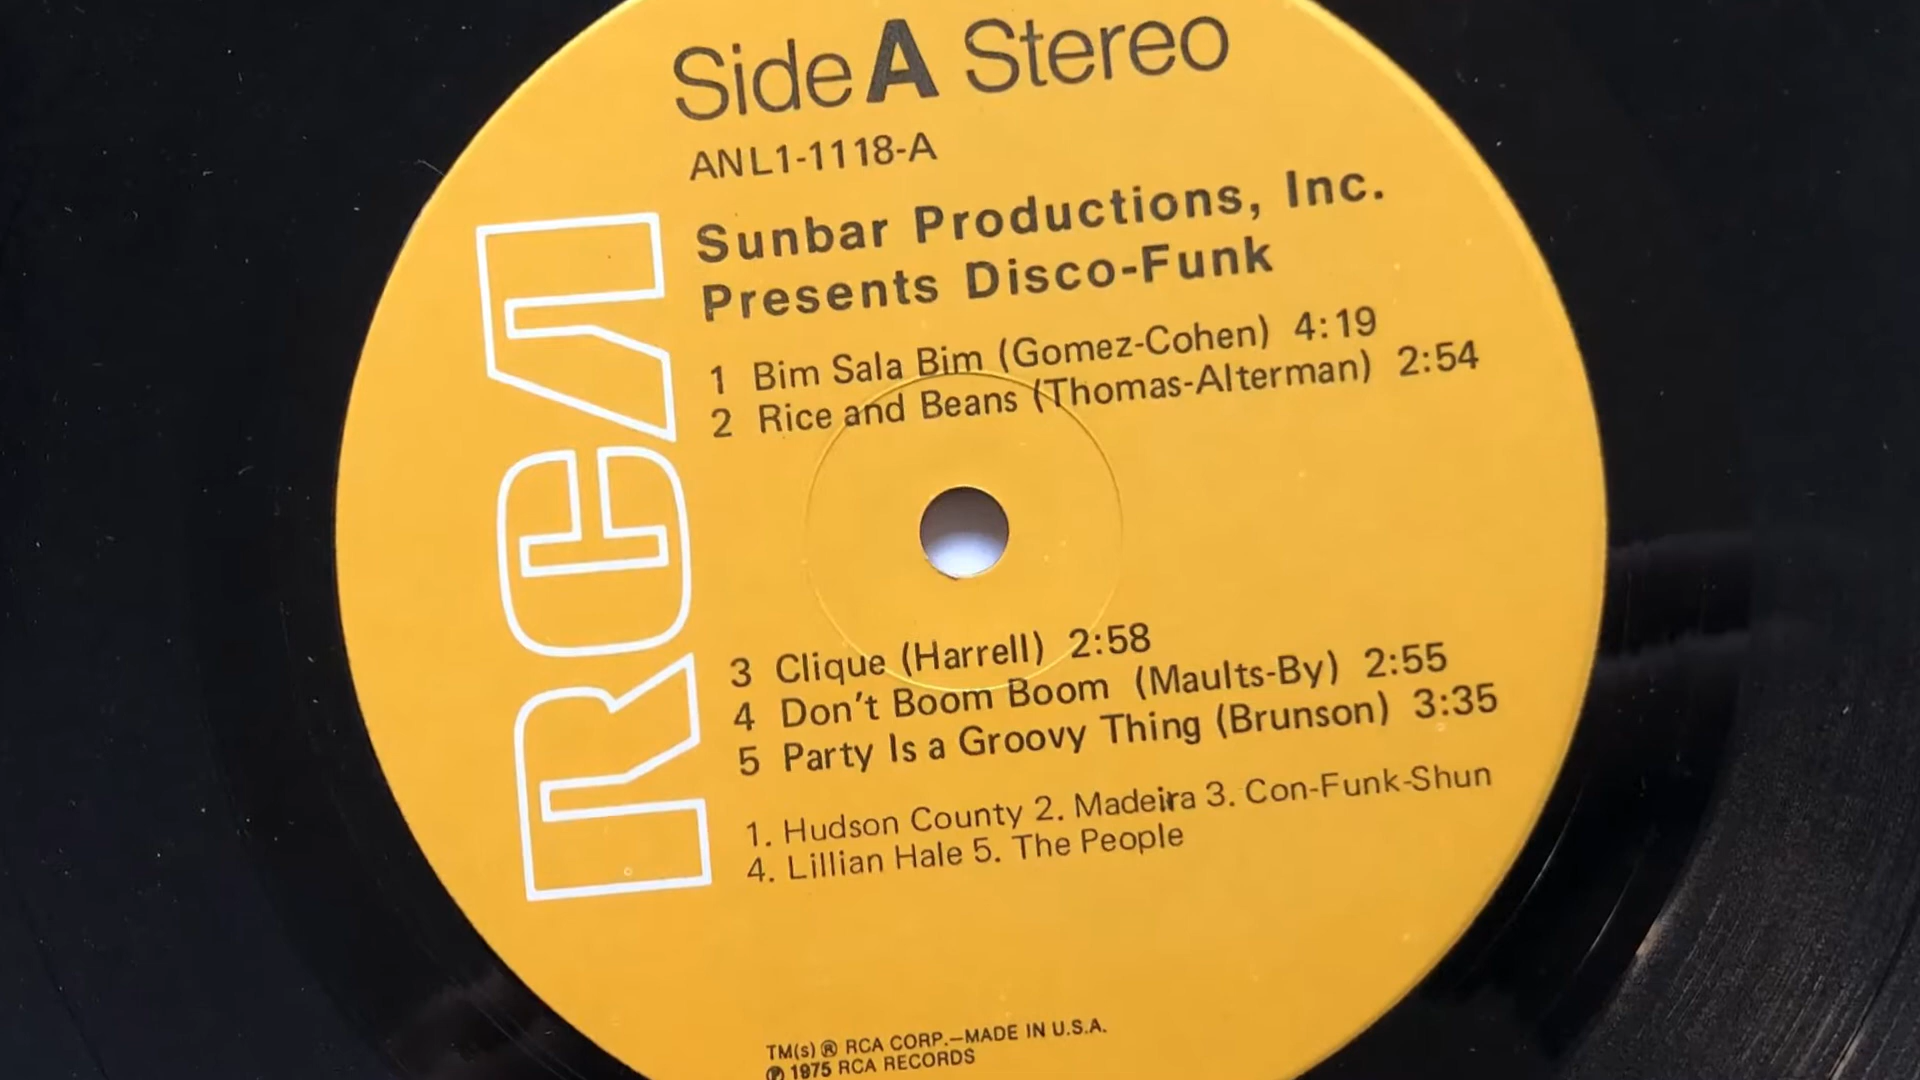 Side A Stereo
ANL1-1118-A
Sunbar Productions, Inc.
Presents Disco-Funk
1 Bim Sala Bim (Gomez-Cohen) 4:19
2 Rice and Beans (Thomas-Alterman) 2:54
RCA
3 Clique (Harrell) 2:58
4 Don't Boom Boom (Maults-By) 2:55
5 Party Is a Groovy Thing (Brunson) 3:35
1. Hudson County 2. Madeira 3. Con-Funk-Shun
4. Lillian Hale 5. The People
TM(s) ® RCA CORP.—MADE IN U.S.A.
℗ 1975 RCA RECORDS